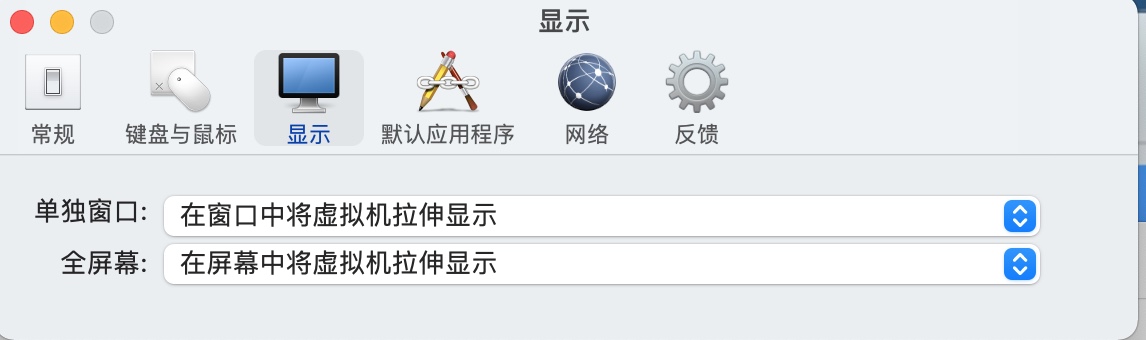 显示
常规 键盘与鼠标 显示 默认应用程序 网络 反馈
单独窗口: 在窗口中将虚拟机拉伸显示
全屏幕: 在屏幕中将虚拟机拉伸显示